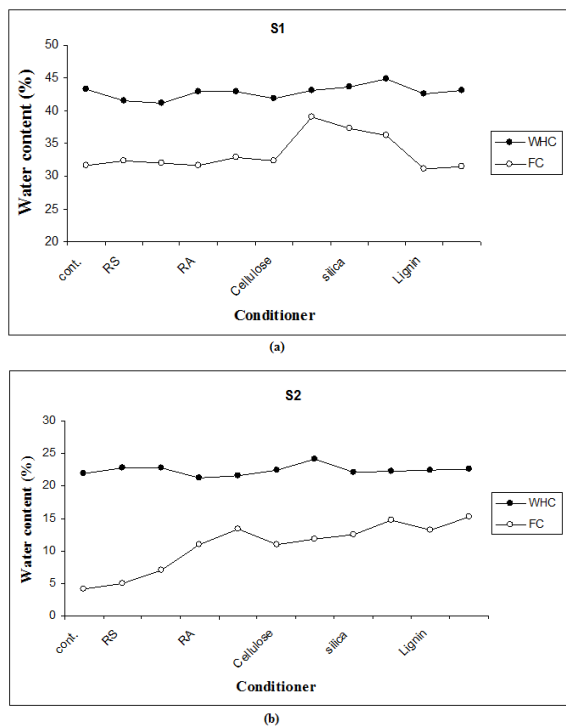 S1
Water content (%)
50
45
40
35
30
25
20
WHC
FC
cont.
RS
RA
Cellulose
silica
Lignin
Conditioner
(a)
S2
Water content (%)
30
25
20
15
10
5
0
WHC
FC
cont.
RS
RA
Cellulose
silica
Lignin
Conditioner
(b)